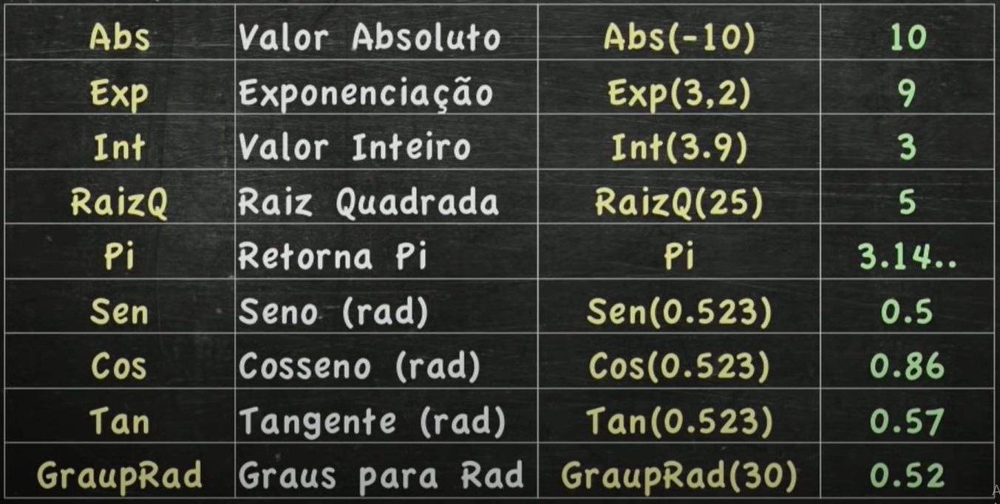 Abs Valor Absoluto Abs(-10) 10
Exp Exponenciação Exp(3,2) 9
Int Valor Inteiro Int(3.9) 3
RaizQ Raiz Quadrada RaizQ(25) 5
Pi Retorna Pi Pi 3.14..
Sen Seno (rad) Sen(0.523) 0.5
Cos Cosseno (rad) Cos(0.523) 0.86
Tan Tangente (rad) Tan(0.523) 0.57
GraupRad Graus para Rad GraupRad(30) 0.52